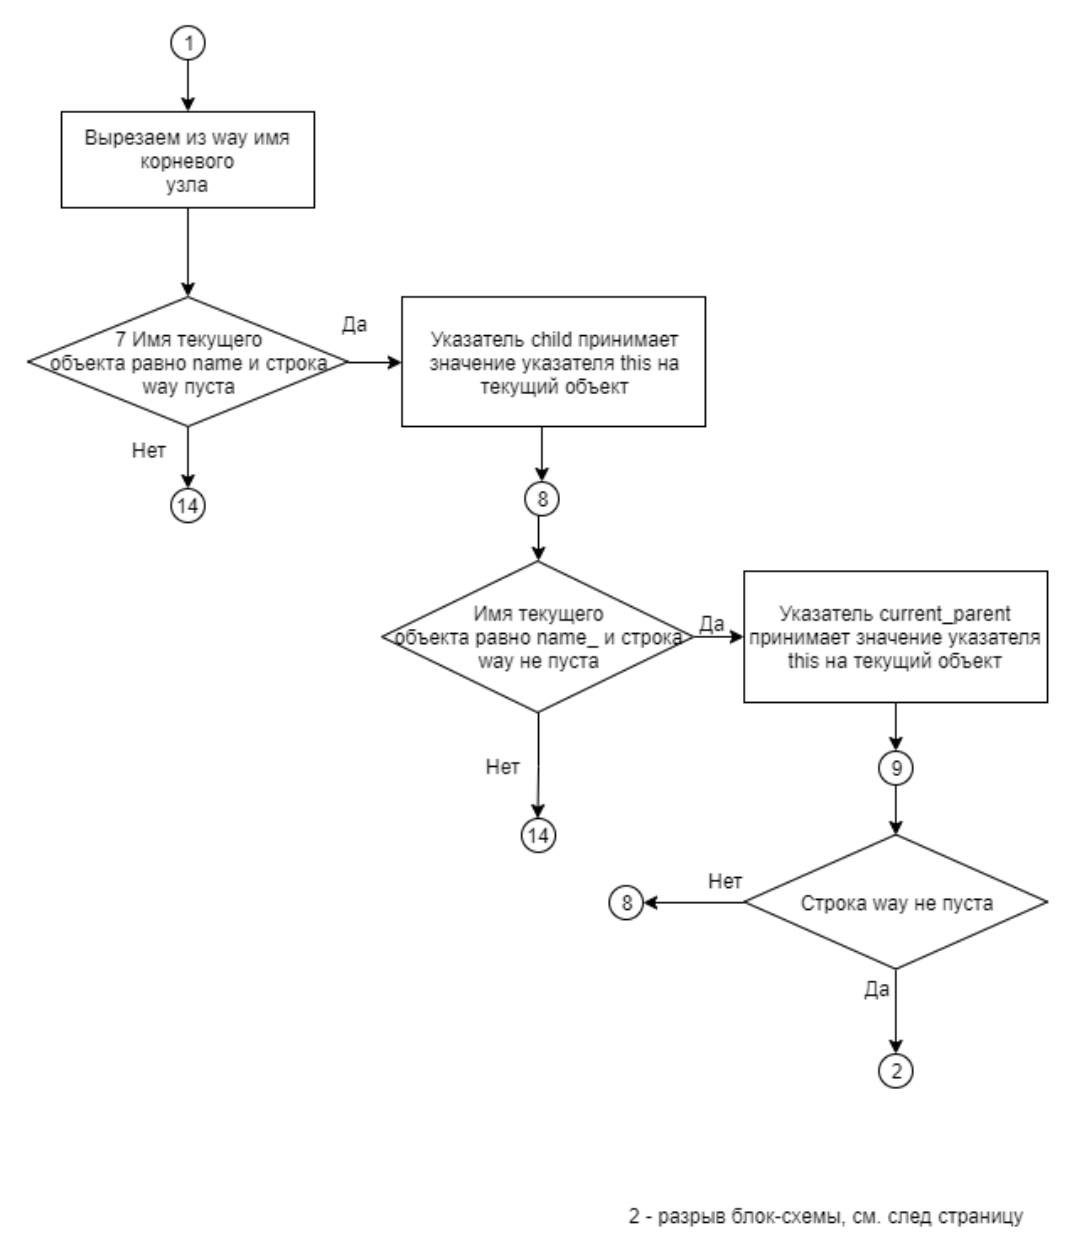 1
Вырезаем из way имя
корневого
узла
7 Имя текущего
объекта равно name и строка
way пуста
Да
Указатель child принимает
значение указателя this на
текущий объект
Нет
14
8
Имя текущего
объекта равно name_ и строка
way не пуста
Да
Указатель current_parent
принимает значение указателя
this на текущий объект
Нет
14
9
Строка way не пуста
Нет
8
Да
2
2 - разрыв блок-схемы, см. след страницу